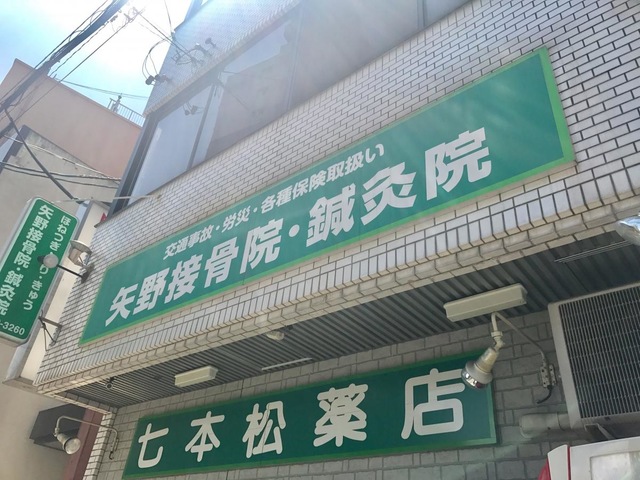 交通事故・労災・各種保険取扱い
矢野接骨院・鍼灸院
七本松薬店
ほねつぎ
り・きゅう
矢野接骨院・鍼灸院
-3260